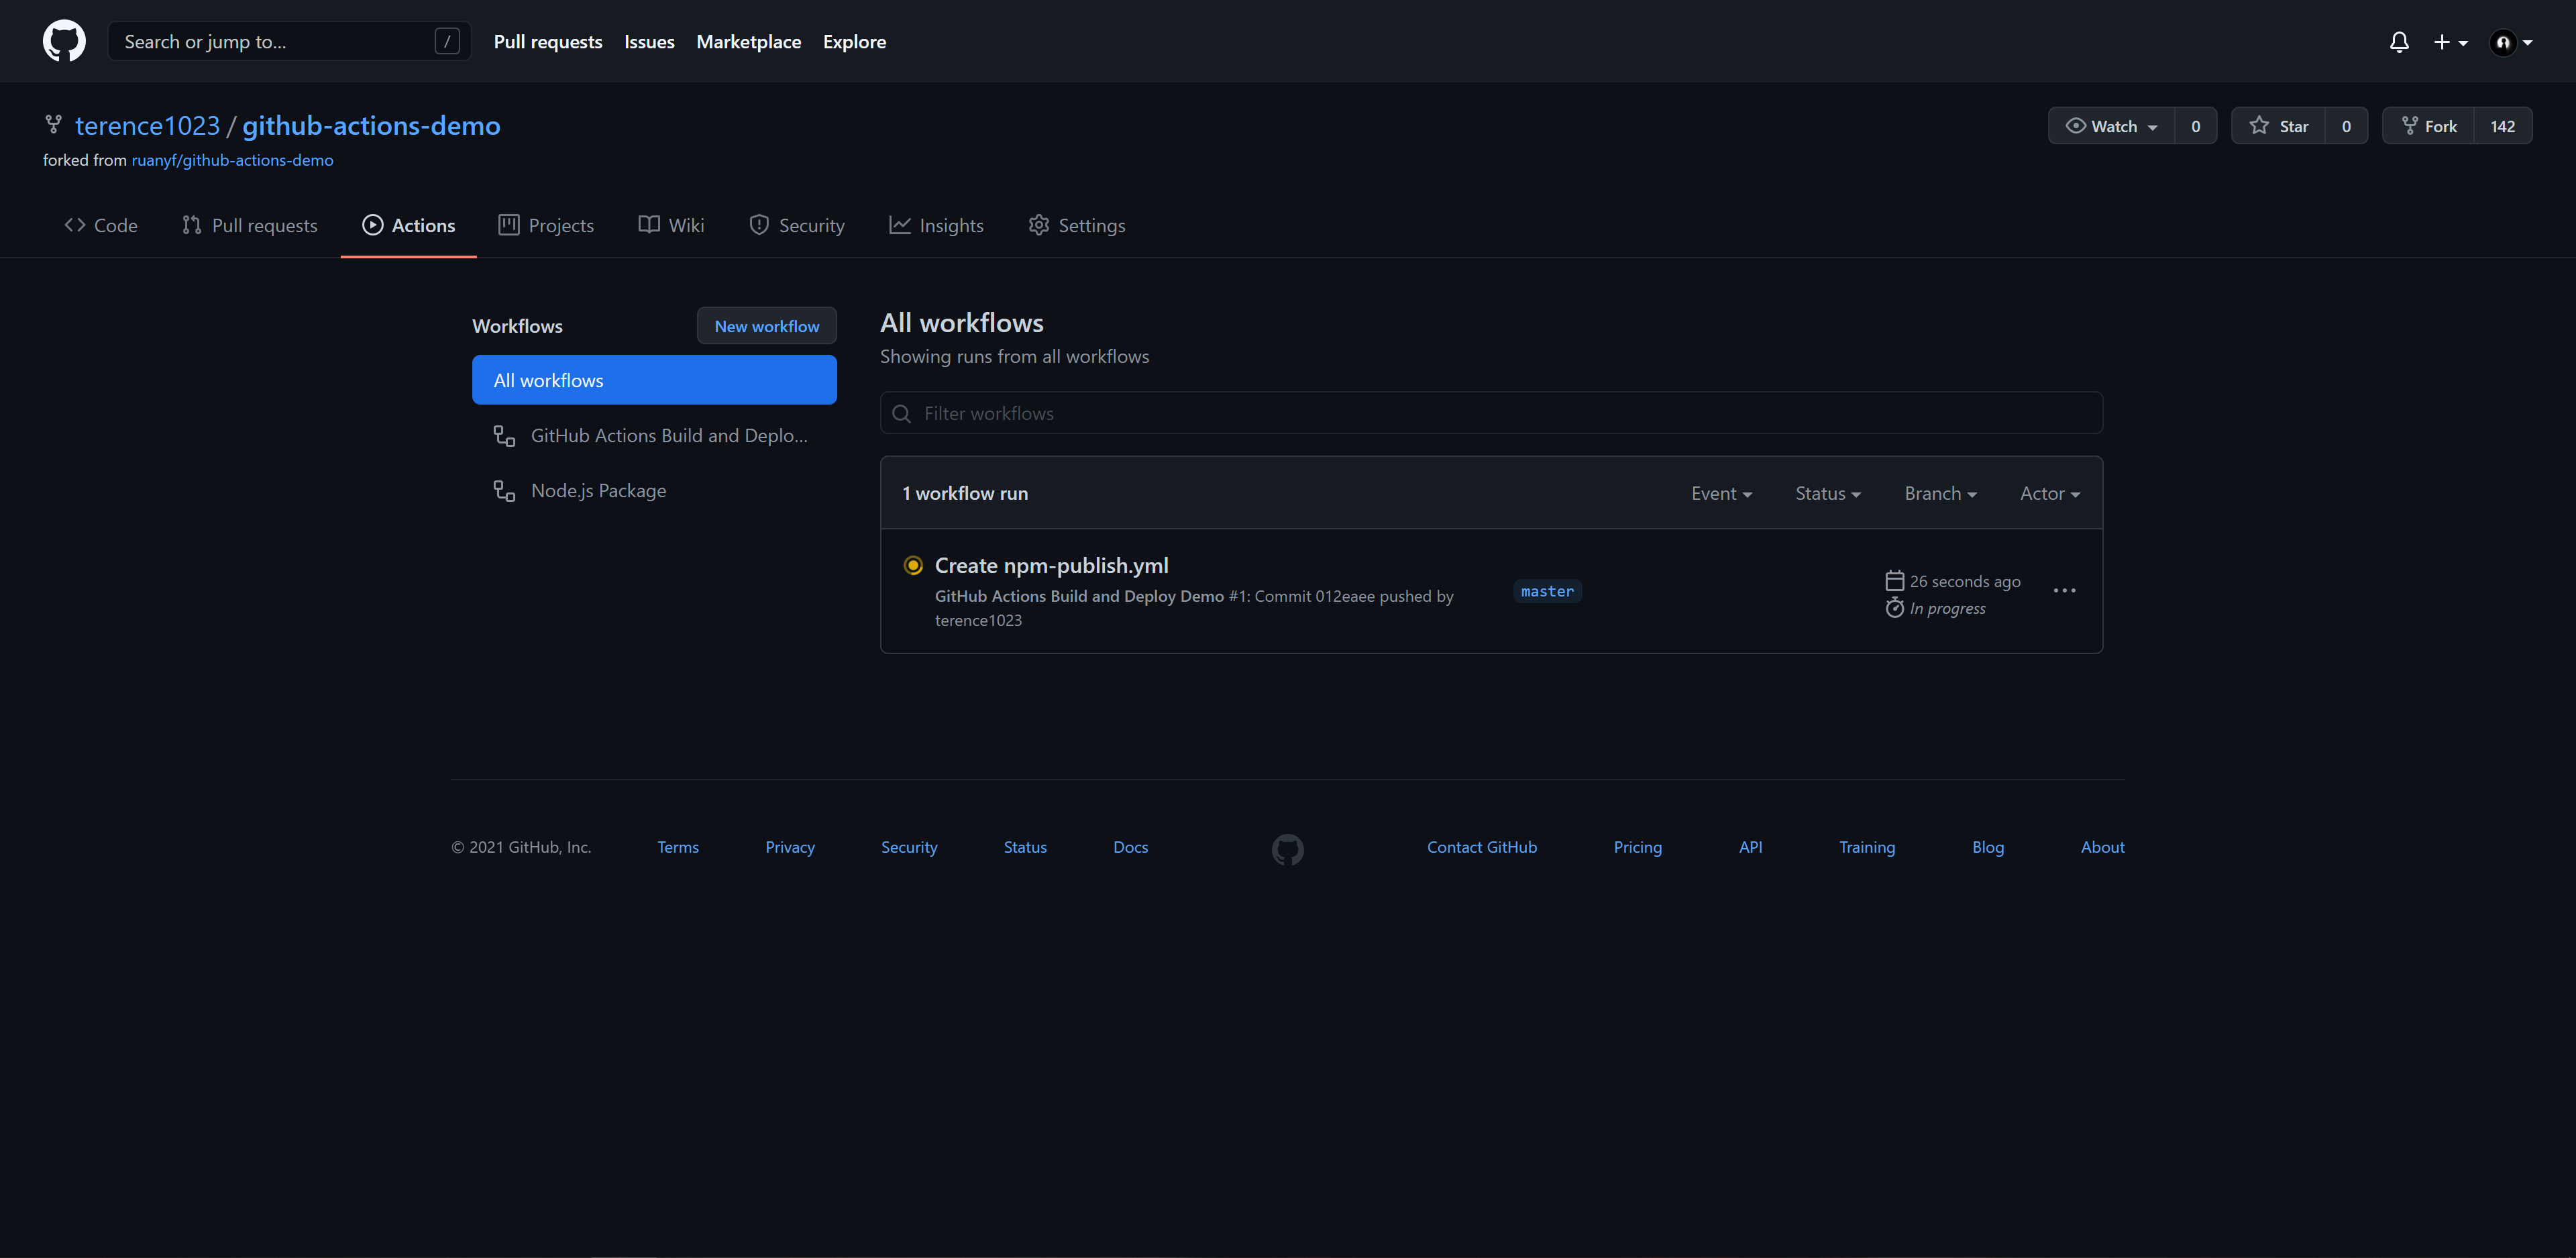 Search or jump to... /
Pull requests Issues Marketplace Explore
terence1023 / github-actions-demo
forked from ruanyf/github-actions-demo
Watch 0 Star 0 Fork 142
Code Pull requests Actions Projects Wiki Security Insights Settings
Workflows
New workflow
All workflows
GitHub Actions Build and Deplo...
Node.js Package
All workflows
Showing runs from all workflows
Filter workflows
1 workflow run Event Status Branch Actor
Create npm-publish.yml
GitHub Actions Build and Deploy Demo #1: Commit 012eaee pushed by
terence1023
master
26 seconds ago
In progress
© 2021 GitHub, Inc. Terms Privacy Security Status Docs Contact GitHub Pricing API Training Blog About